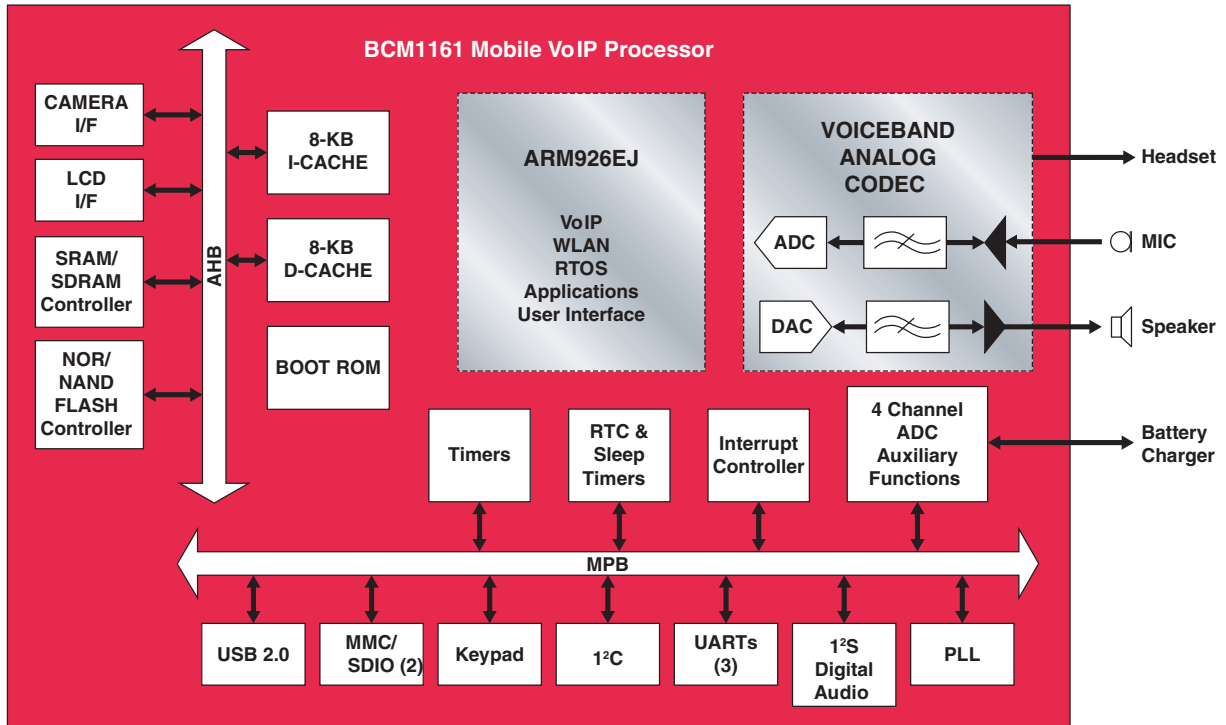 BCM1161 Mobile VoIP Processor
CAMERA
I/F
LCD
I/F
SRAM/
SDRAM
Controller
NOR/
NAND
FLASH
Controller
AHB
8-KB
I-CACHE
8-KB
D-CACHE
BOOT ROM
ARM926EJ
VoIP
WLAN
RTOS
Applications
User Interface
VOICEBAND
ANALOG
CODEC
ADC
DAC
Headset
MIC
Speaker
Battery
Charger
Timers
RTC &
Sleep
Timers
Interrupt
Controller
4 Channel
ADC
Auxiliary
Functions
MPB
USB 2.0
MMC/
SDIO (2)
Keypad
1²C
UARTs
(3)
1²S
Digital
Audio
PLL